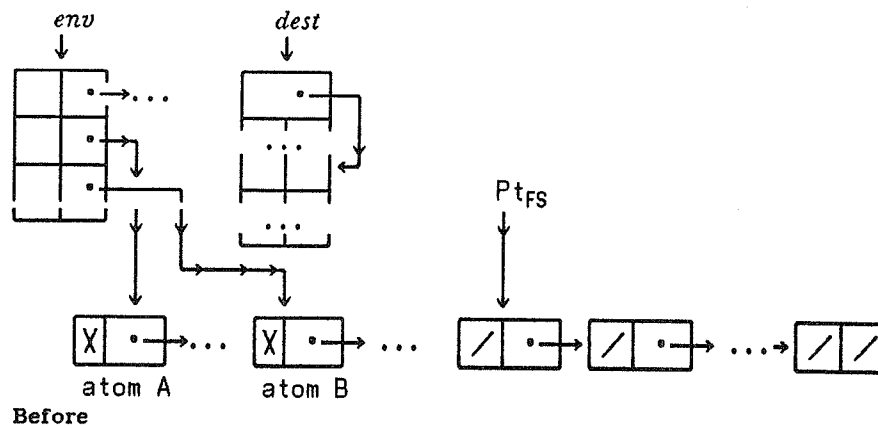 env dest
Pt_FS
X X
atom A atom B
Before